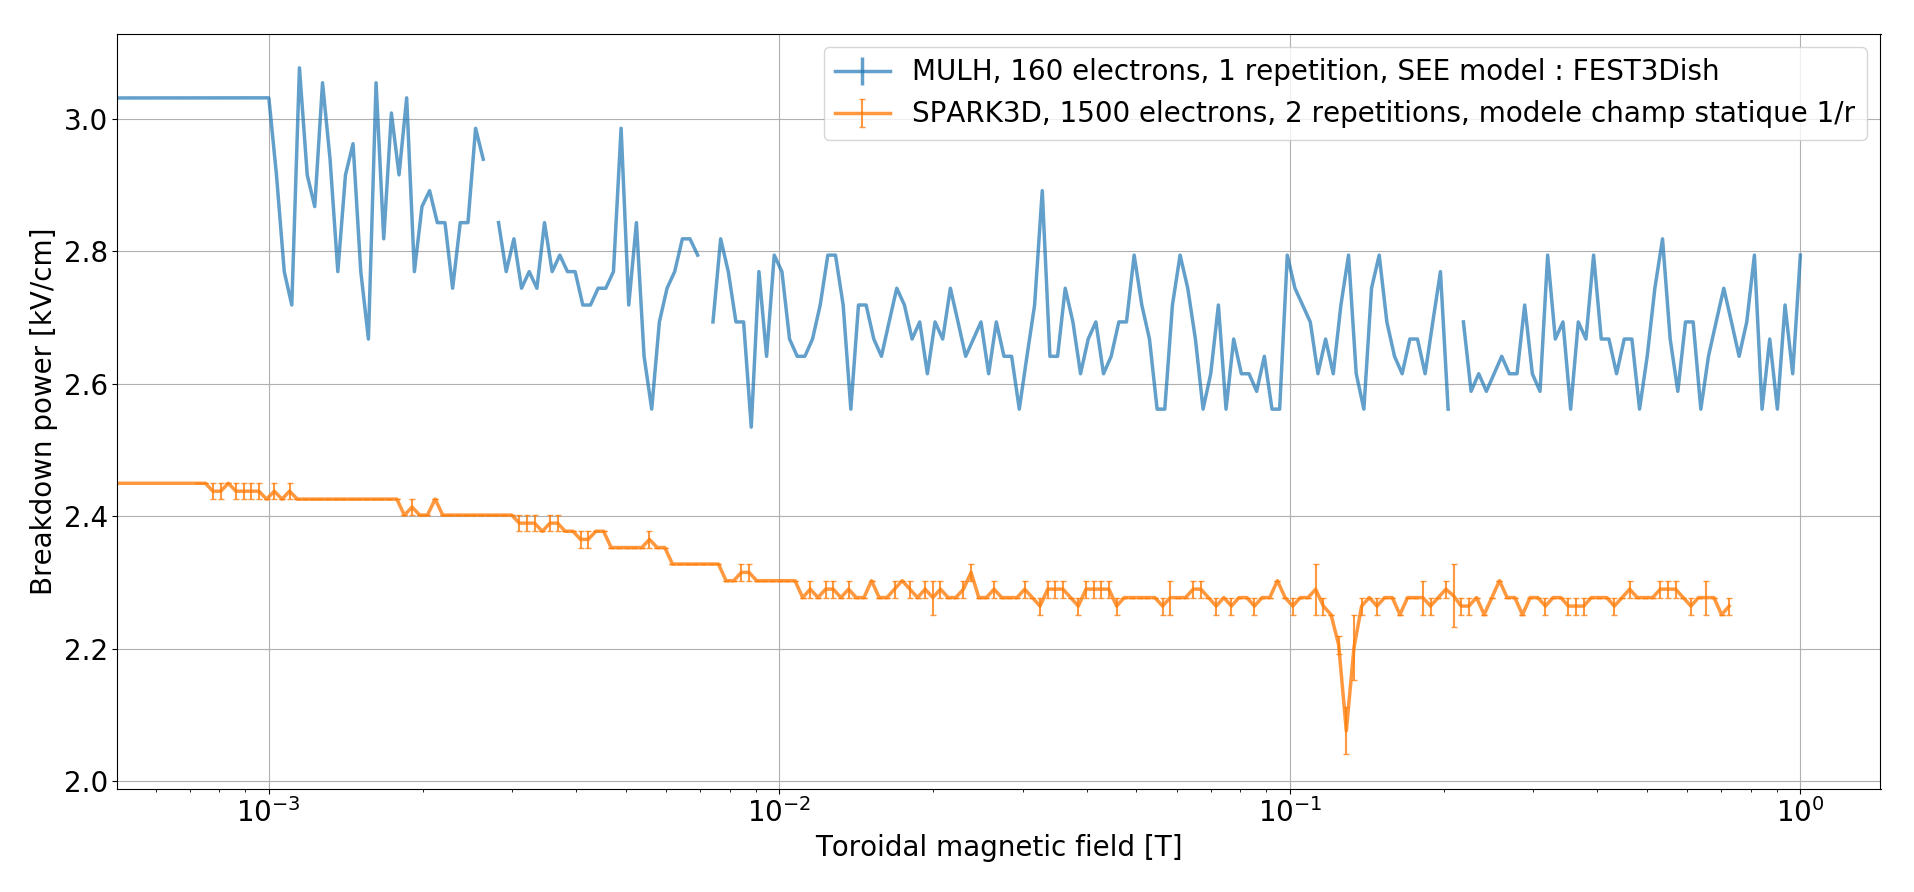 MULH, 160 electrons, 1 repetition, SEE model : FEST3Dish
SPARK3D, 1500 electrons, 2 repetitions, modele champ statique 1/r
Breakdown power [kV/cm]
3.0
2.8
2.6
2.4
2.2
2.0
10⁻³ 10⁻² 10⁻¹ 10⁰
Toroidal magnetic field [T]